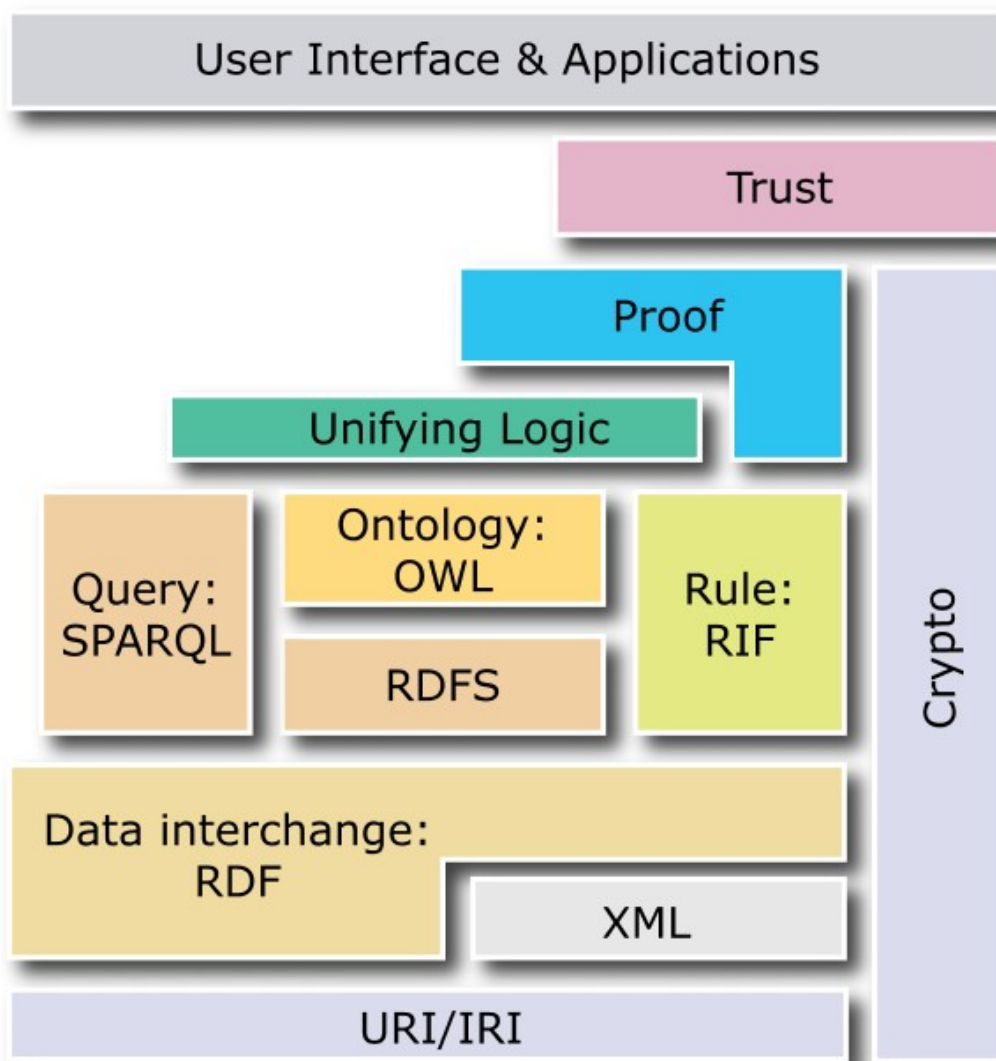 User Interface & Applications
Trust
Proof
Unifying Logic
Query:
SPARQL
Ontology:
OWL
RDFS
Rule:
RIF
Crypto
Data interchange:
RDF
XML
URI/IRI